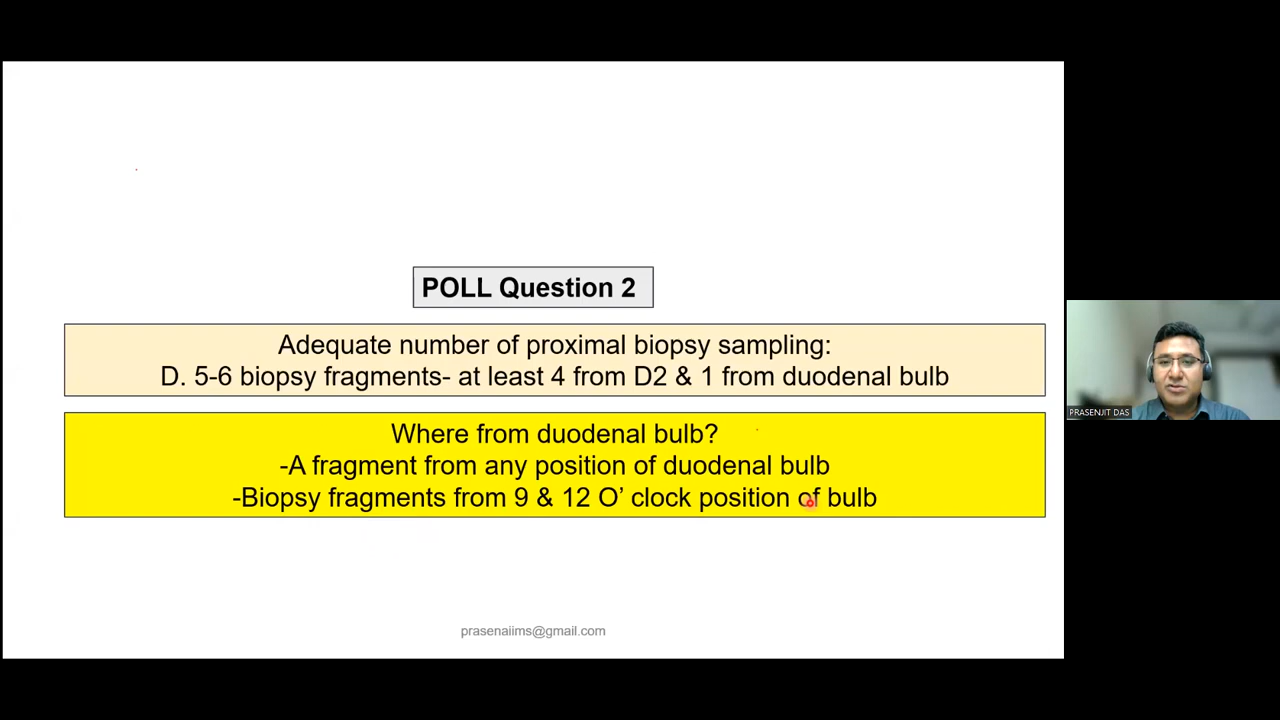 POLL Question 2
Adequate number of proximal biopsy sampling:
D. 5-6 biopsy fragments- at least 4 from D2 & 1 from duodenal bulb
Where from duodenal bulb?
-A fragment from any position of duodenal bulb
-Biopsy fragments from 9 & 12 O’ clock position of bulb
prasenaiims@gmail.com
PRASENJIT DAS